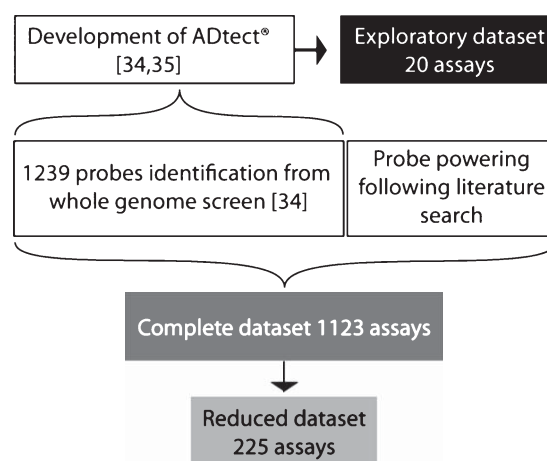 Development of ADtect®
[34,35]
Exploratory dataset
20 assays
1239 probes identification from
whole genome screen [34]
Probe powering
following literature
search
Complete dataset 1123 assays
Reduced dataset
225 assays